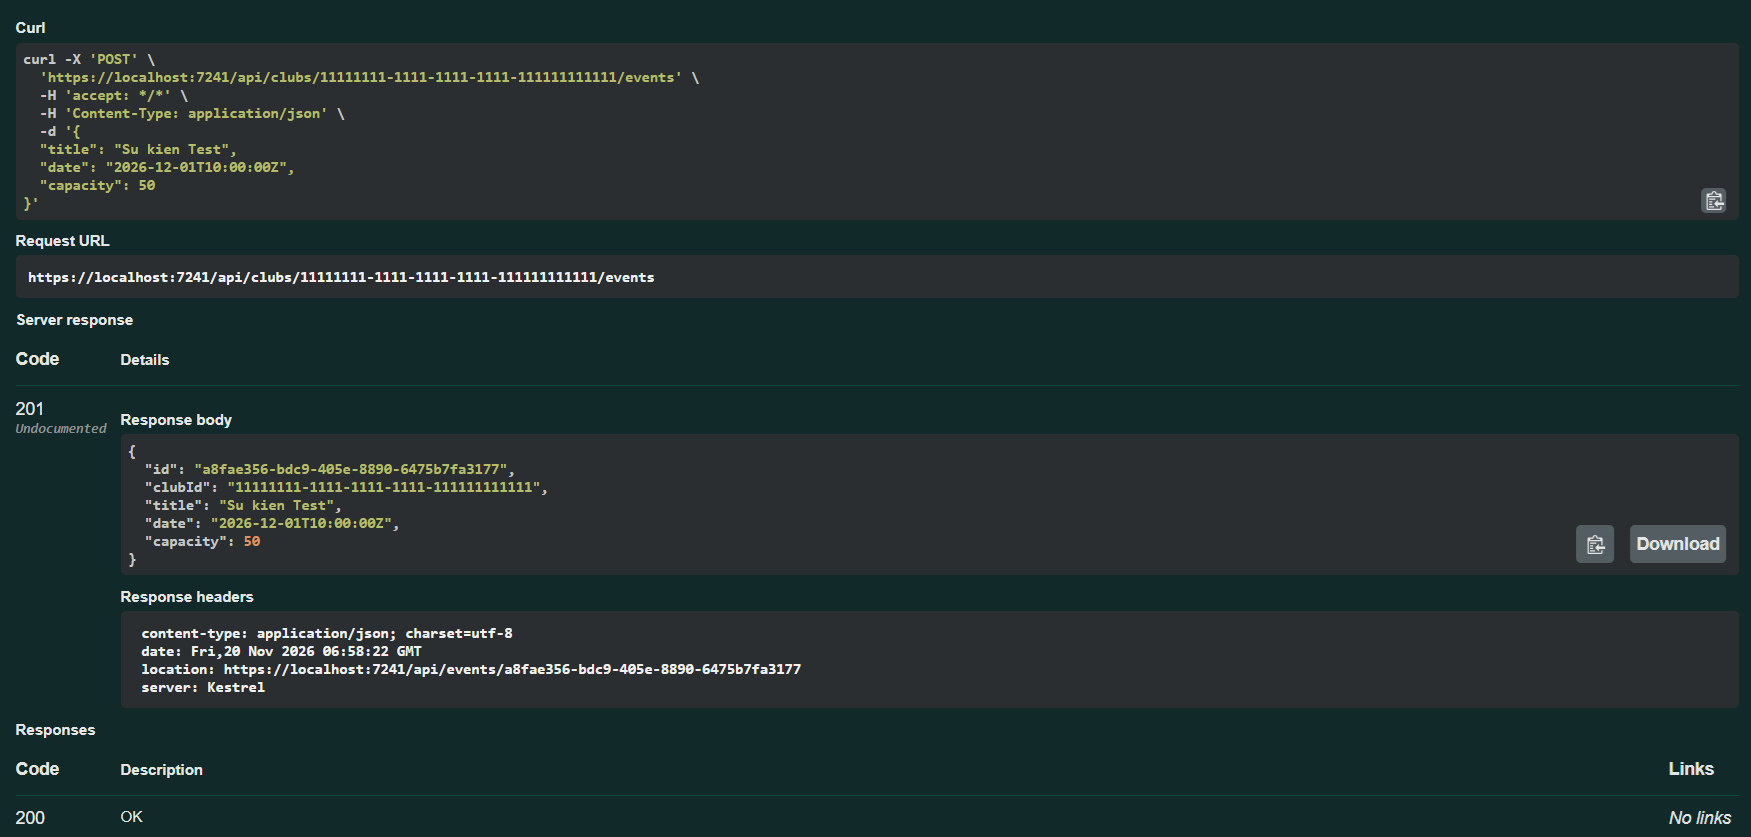 Curl
curl -X 'POST' \
'https://localhost:7241/api/clubs/11111111-1111-1111-1111-111111111111/events' \
-H 'accept: */*' \
-H 'Content-Type: application/json' \
-d '{
"title": "Su kien Test",
"date": "2026-12-01T10:00:00Z",
"capacity": 50
}'
Request URL
https://localhost:7241/api/clubs/11111111-1111-1111-1111-111111111111/events
Server response
Code Details
201
Undocumented
Response body
{
"id": "a8fae356-bdc9-405e-8890-6475b7fa3177",
"clubId": "11111111-1111-1111-1111-111111111111",
"title": "Su kien Test",
"date": "2026-12-01T10:00:00Z",
"capacity": 50
}
Download
Response headers
content-type: application/json; charset=utf-8
date: Fri,20 Nov 2026 06:58:22 GMT
location: https://localhost:7241/api/events/a8fae356-bdc9-405e-8890-6475b7fa3177
server: Kestrel
Responses
Code Description Links
200 OK No links